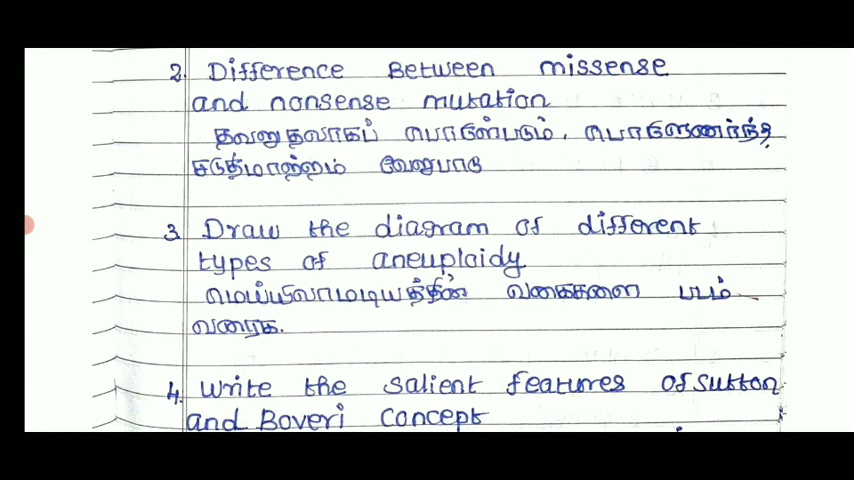 2. Difference Between missense
and nonsense mutation
தவறுதலாகப் பொருள்படும், பொருளுணர்ந்த
சடுதிமாற்றம் வேறுபாடு
3 Draw the diagram of different
types of aneuploidy
மெய்யிலாமடியத்தின் வகைகளை படம்
வரைக.
4. Write the salient features of Sutton
and Boveri concept